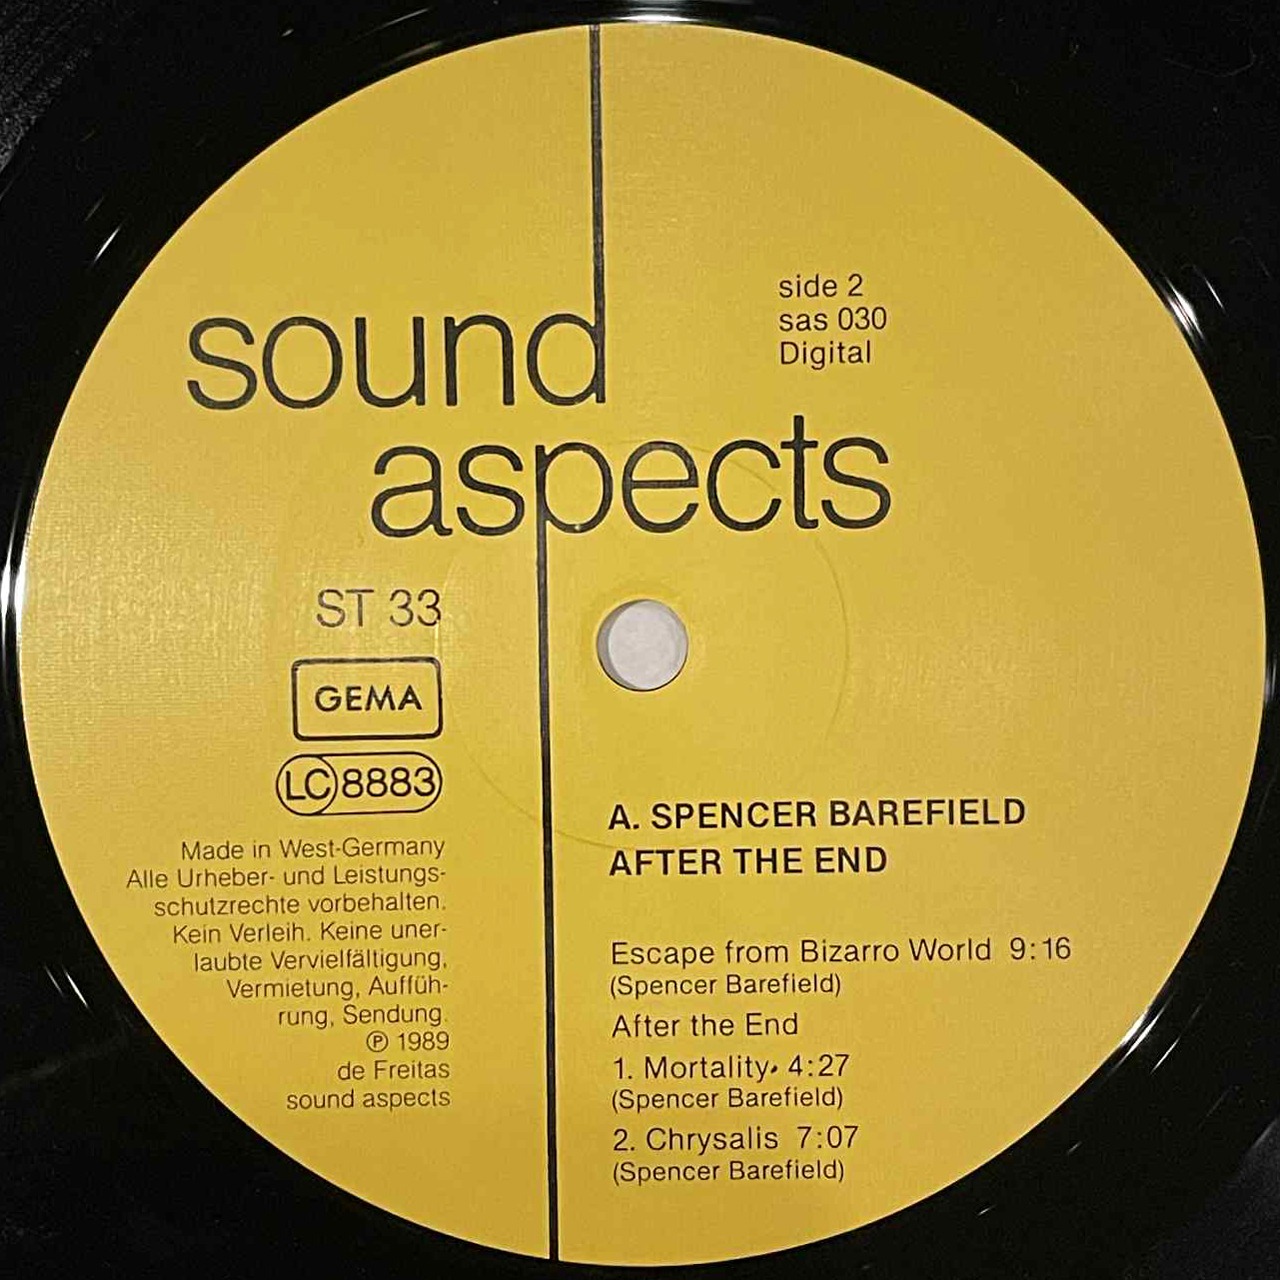 side 2
sas 030
Digital
sound
aspects
ST 33
GEMA
LC 8883
Made in West-Germany
Alle Urheber- und Leistungs-
schutzrechte vorbehalten.
Kein Verleih. Keine uner-
laubte Vervielfältigung,
Vermietung, Auffüh-
rung, Sendung.
℗ 1989
de Freitas
sound aspects
A. SPENCER BAREFIELD
AFTER THE END
Escape from Bizarro World 9:16
(Spencer Barefield)
After the End
1. Mortality 4:27
(Spencer Barefield)
2. Chrysalis 7:07
(Spencer Barefield)